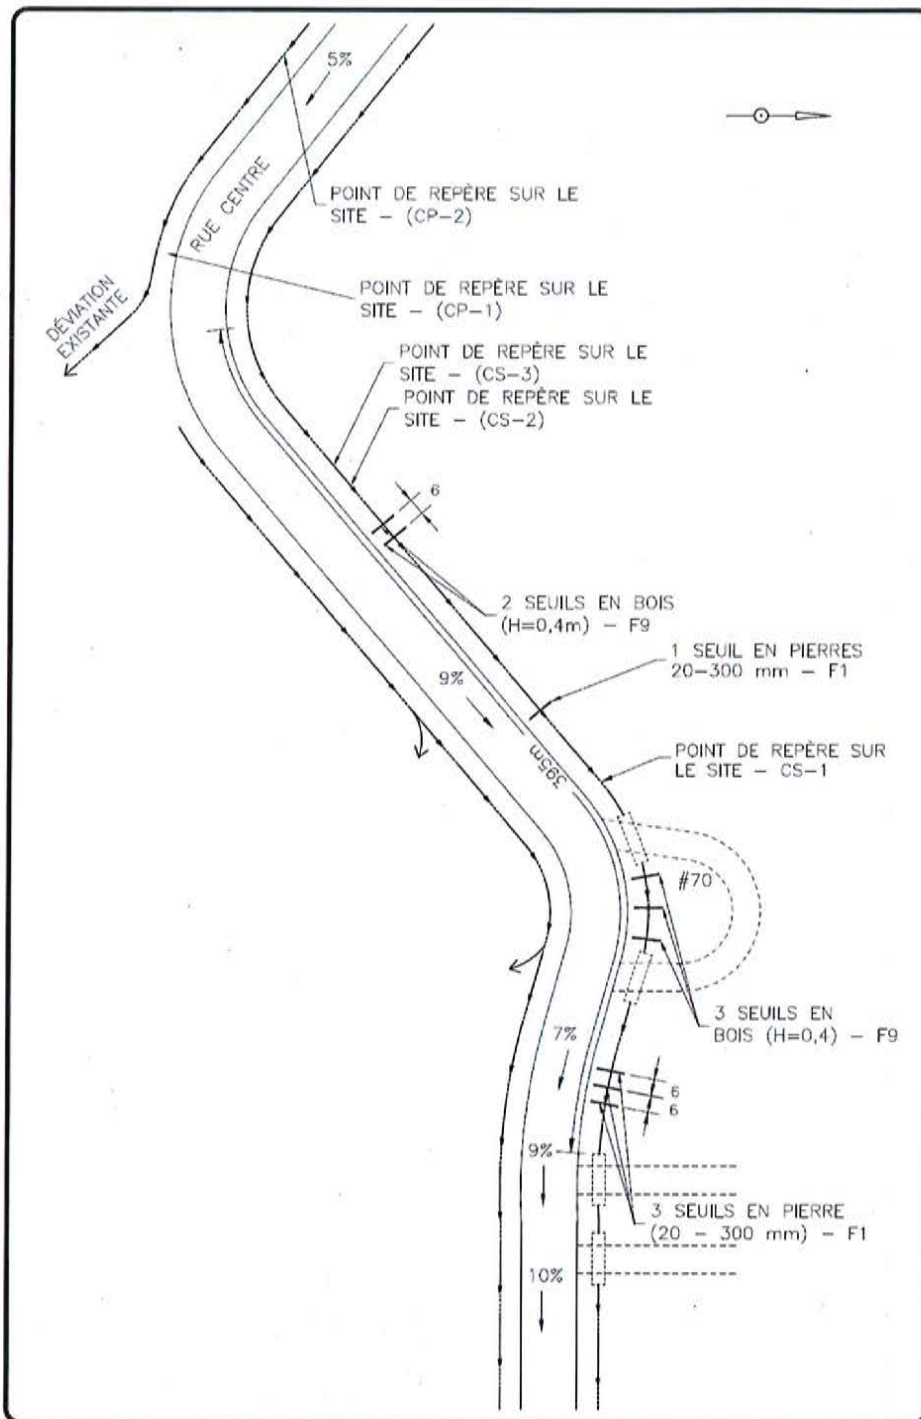 5%
RUE CENTRE
POINT DE REPÈRE SUR LE
SITE – (CP-2)
DÉVIATION
EXISTANTE
POINT DE REPÈRE SUR LE
SITE – (CP-1)
POINT DE REPÈRE SUR LE
SITE – (CS-3)
POINT DE REPÈRE SUR LE
SITE – (CS-2)
6
2 SEUILS EN BOIS
(H=0,4m) – F9
1 SEUIL EN PIERRES
20-300 mm – F1
9%
395m
POINT DE REPÈRE SUR
LE SITE – CS-1
#70
3 SEUILS EN
BOIS (H=0,4) – F9
7%
6
6
9%
3 SEUILS EN PIERRE
(20 - 300 mm) – F1
10%